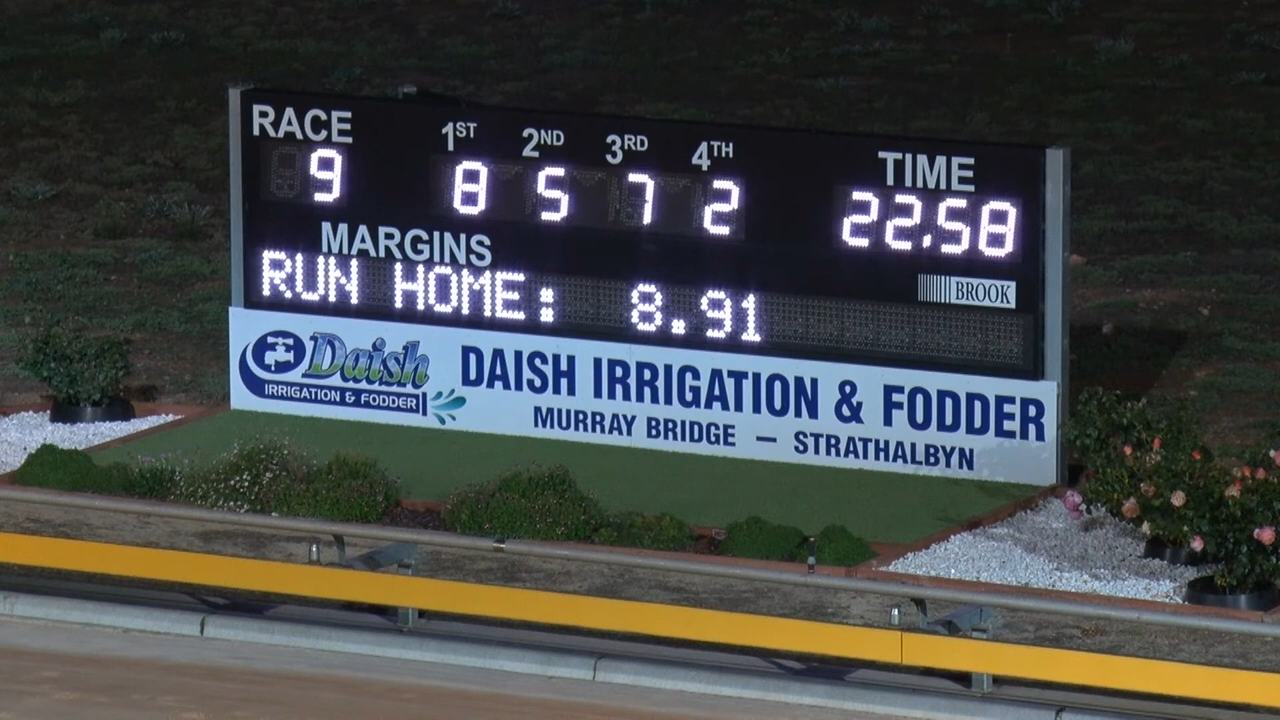 RACE 1ST 2ND 3RD 4TH TIME
9 8 5 7 2 22.58
MARGINS
BROOK
RUN HOME: 8.91
Daish
IRRIGATION & FODDER
DAISH IRRIGATION & FODDER
MURRAY BRIDGE — STRATHALBYN